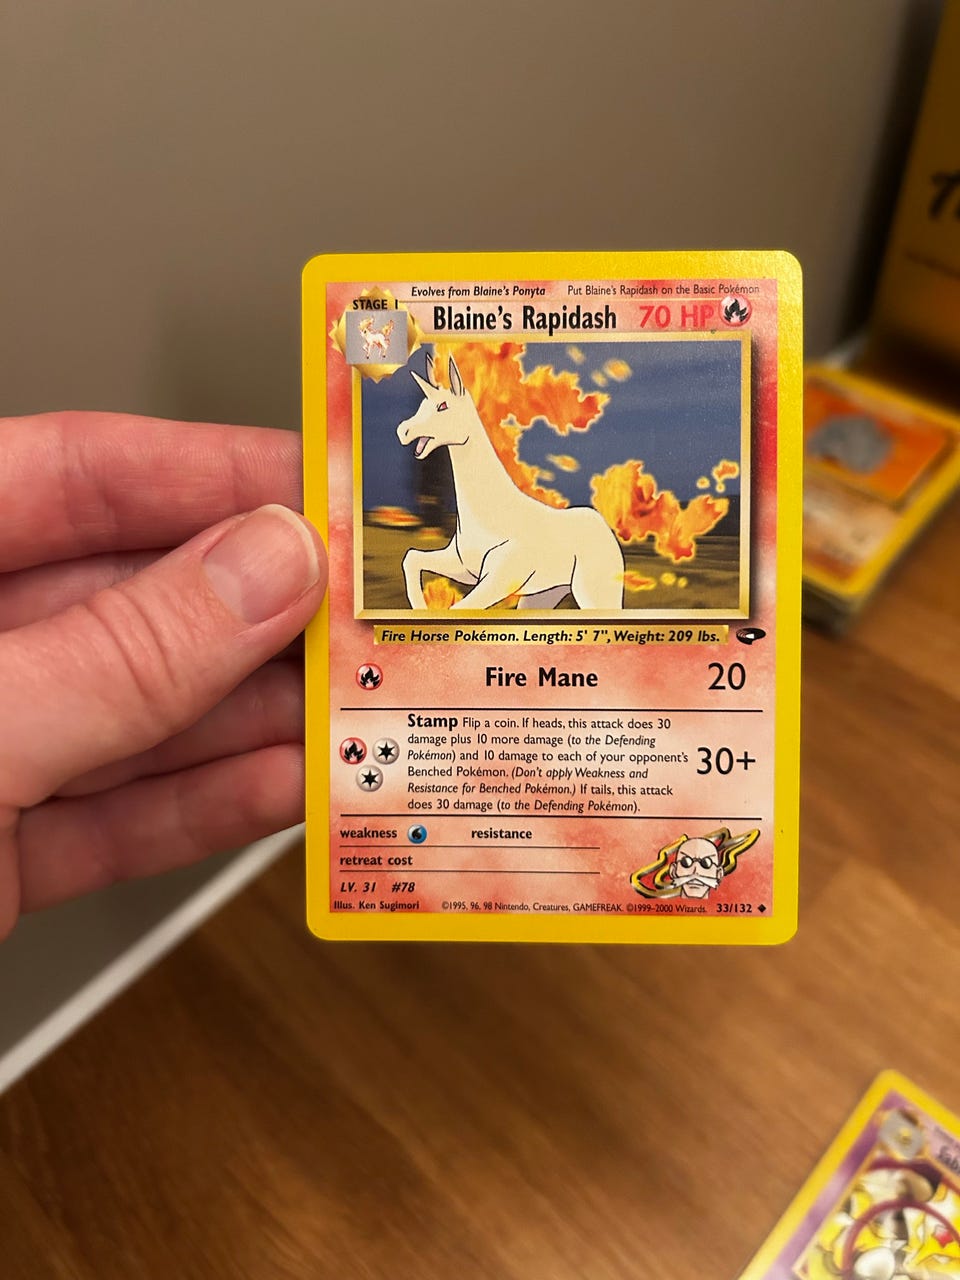 Evolves from Blaine's Ponyta Put Blaine's Rapidash on the Basic Pokémon
STAGE 1
Blaine's Rapidash 70 HP
Fire Horse Pokémon. Length: 5' 7", Weight: 209 lbs.
Fire Mane 20
Stamp Flip a coin. If heads, this attack does 30
damage plus 10 more damage (to the Defending
Pokémon) and 10 damage to each of your opponent's
Benched Pokémon. (Don't apply Weakness and
Resistance for Benched Pokémon.) If tails, this attack
does 30 damage (to the Defending Pokémon).
30+
weakness resistance
retreat cost
LV. 31 #78
Illus. Ken Sugimori ©1995, 96, 98 Nintendo, Creatures, GAMEFREAK. ©1999-2000 Wizards. 33/132